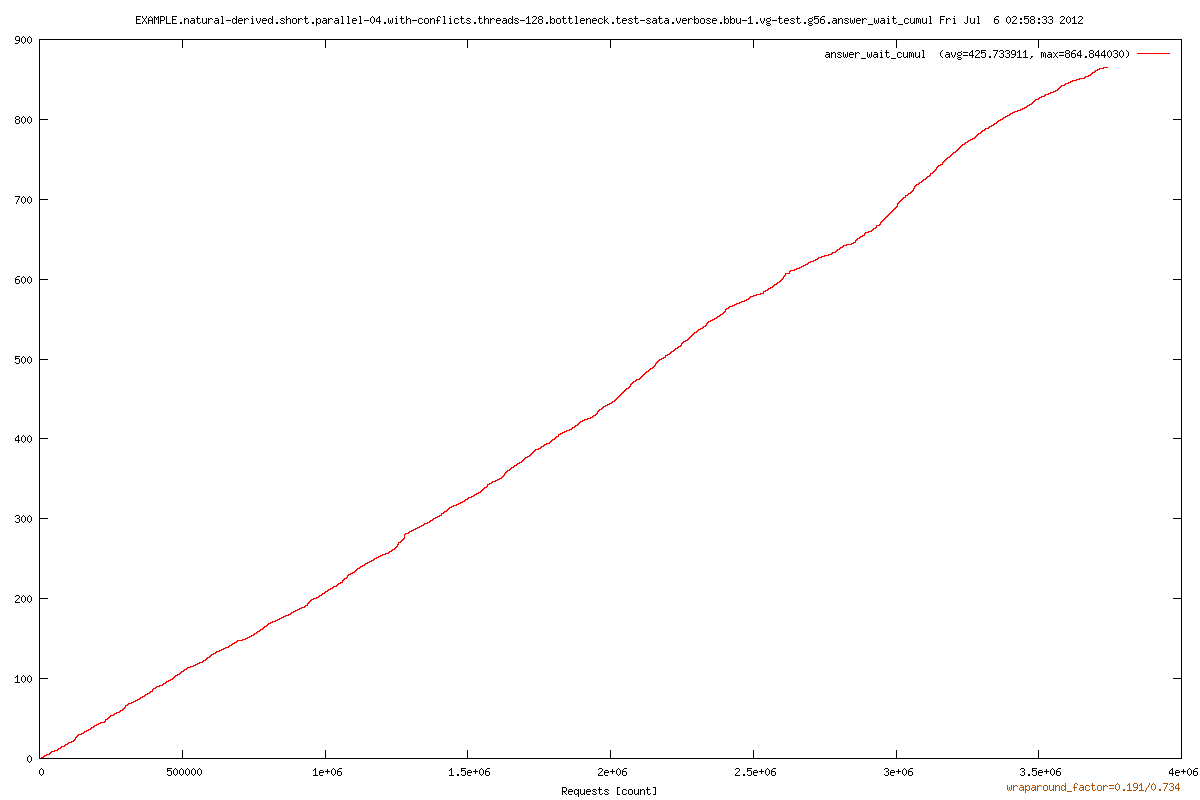 EXAMPLE.natural-derived.short.parallel-04.with-conflicts.threads-128.bottleneck.test-sata.verbose.bbu-1.vg-test.g56.answer_wait_cumul Fri Jul  6 02:58:33 2012
answer_wait_cumul  (avg=425.733911, max=864.844030)
900
800
700
600
500
400
300
200
100
0
0 500000 1e+06 1.5e+06 2e+06 2.5e+06 3e+06 3.5e+06 4e+06
Requests [count]
wraparound_factor=0.191/0.734